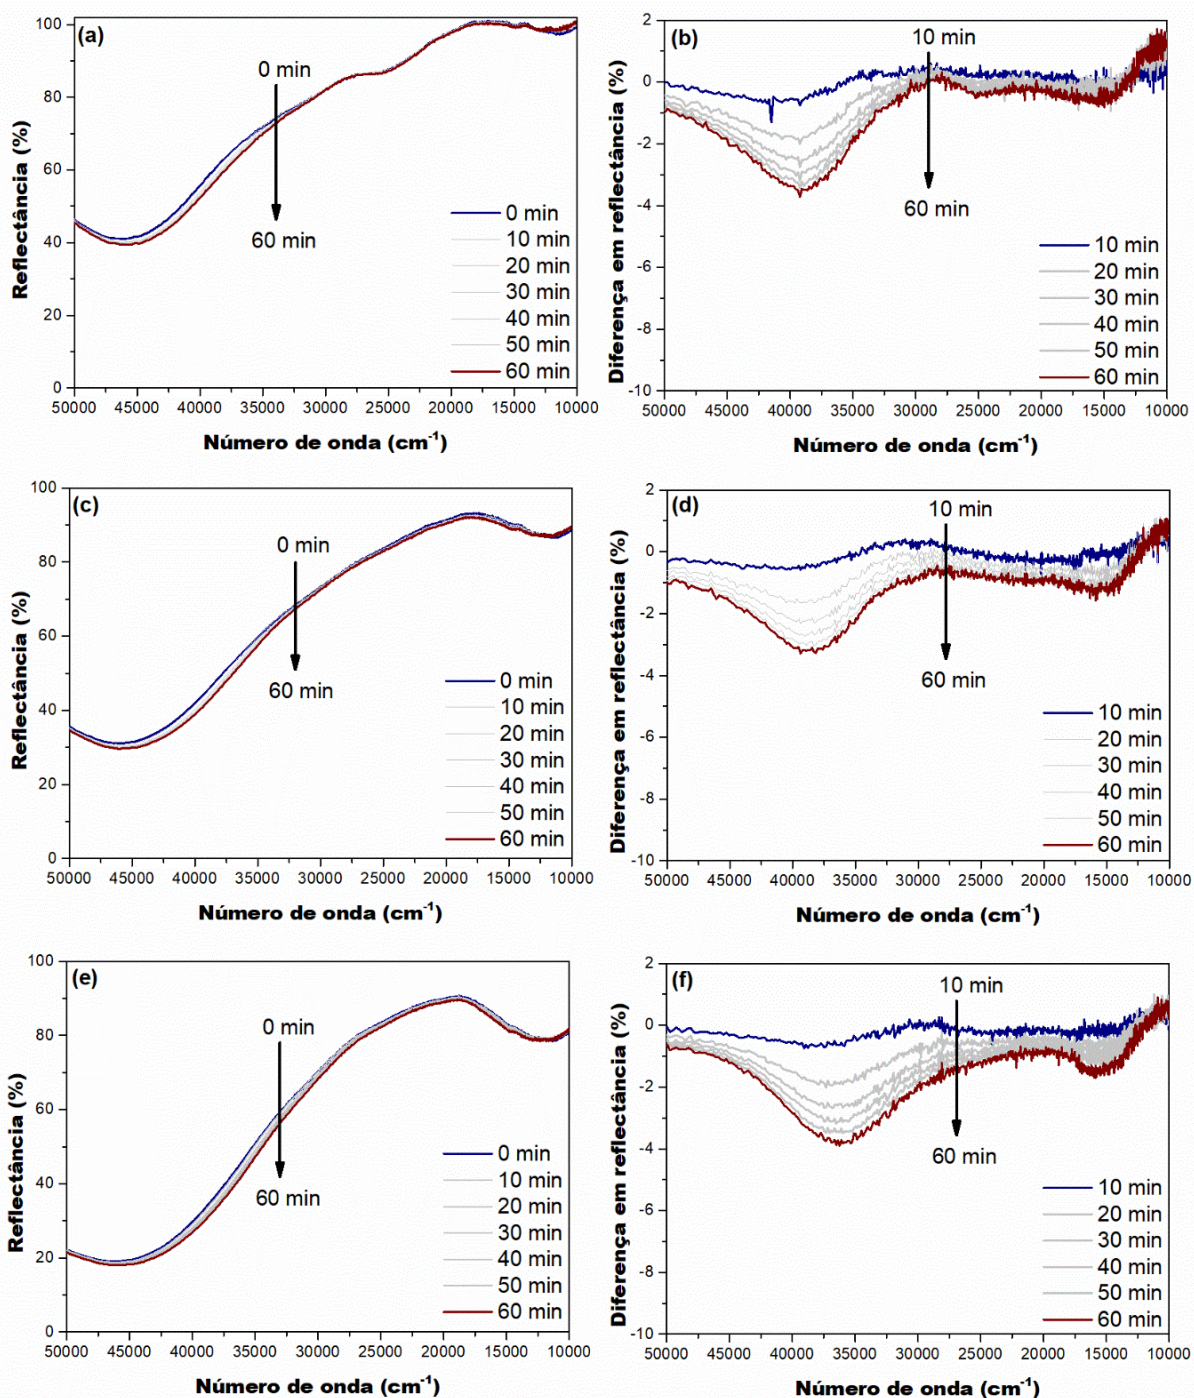 (a)
0 min
60 min
0 min
10 min
20 min
30 min
40 min
50 min
60 min
100
80
60
40
20
0
50000 45000 40000 35000 30000 25000 20000 15000 10000
Reflectância (%)
Número de onda (cm-1)
(b)
10 min
60 min
10 min
20 min
30 min
40 min
50 min
60 min
2
0
-2
-4
-6
-8
-10
50000 45000 40000 35000 30000 25000 20000 15000 10000
Diferença em reflectância (%)
Número de onda (cm-1)
(c)
0 min
60 min
0 min
10 min
20 min
30 min
40 min
50 min
60 min
100
80
60
40
20
0
50000 45000 40000 35000 30000 25000 20000 15000 10000
Reflectância (%)
Número de onda (cm-1)
(d)
10 min
60 min
10 min
20 min
30 min
40 min
50 min
60 min
2
0
-2
-4
-6
-8
-10
50000 45000 40000 35000 30000 25000 20000 15000 10000
Diferença em reflectância (%)
Número de onda (cm-1)
(e)
0 min
60 min
0 min
10 min
20 min
30 min
40 min
50 min
60 min
100
80
60
40
20
0
50000 45000 40000 35000 30000 25000 20000 15000 10000
Reflectância (%)
Número de onda (cm-1)
(f)
10 min
60 min
10 min
20 min
30 min
40 min
50 min
60 min
2
0
-2
-4
-6
-8
-10
50000 45000 40000 35000 30000 25000 20000 15000 10000
Diferença em reflectância (%)
Número de onda (cm-1)